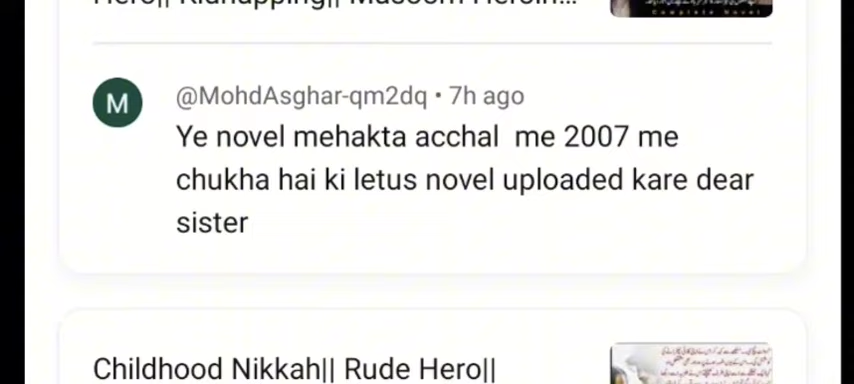 @MohdAsghar-qm2dq • 7h ago
M
Ye novel mehakta acchal me 2007 me
chukha hai ki letus novel uploaded kare dear
sister
Childhood Nikkah|| Rude Hero||